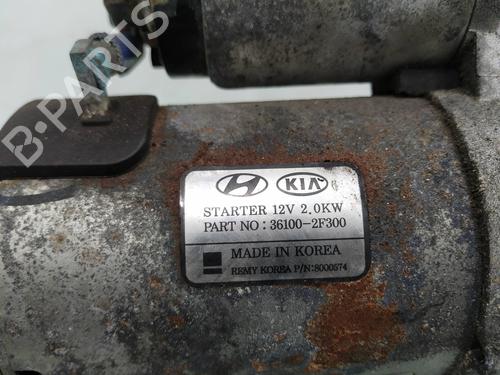 B-PARTS
KIA
STARTER 12V 2.0KW
PART NO : 36100-2F300
MADE IN KOREA
REMY KOREA P/N:8000574